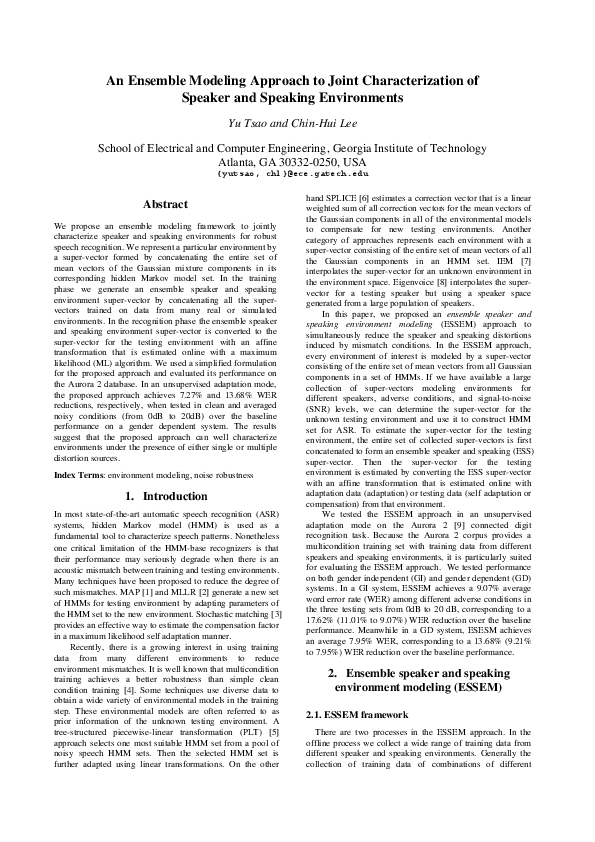 An Ensemble Modeling Approach to Joint Characterization of
Speaker and Speaking Environments
Yu Tsao and Chin-Hui Lee
School of Electrical and Computer Engineering, Georgia Institute of Technology
Atlanta, GA 30332-0250, USA
{yutsao, chl}@ece.gatech.edu
Abstract
We propose an ensemble modeling framework to jointly
characterize speaker and speaking environments for robust
speech recognition. We represent a particular environment by
a super-vector formed by concatenating the entire set of
mean vectors of the Gaussian mixture components in its
corresponding hidden Markov model set. In the training
phase we generate an ensemble speaker and speaking
environment super-vector by concatenating all the super-
vectors trained on data from many real or simulated
environments. In the recognition phase the ensemble speaker
and speaking environment super-vector is converted to the
super-vector for the testing environment with an affine
transformation that is estimated online with a maximum
likelihood (ML) algorithm. We used a simplified formulation
for the proposed approach and evaluated its performance on
the Aurora 2 database. In an unsupervised adaptation mode,
the proposed approach achieves 7.27% and 13.68% WER
reductions, respectively, when tested in clean and averaged
noisy conditions (from 0dB to 20dB) over the baseline
performance on a gender dependent system. The results
suggest that the proposed approach can well characterize
environments under the presence of either single or multiple
distortion sources.
Index Terms: environment modeling, noise robustness
1. Introduction
In most state-of-the-art automatic speech recognition (ASR)
systems, hidden Markov model (HMM) is used as a
fundamental tool to characterize speech patterns. Nonetheless
one critical limitation of the HMM-base recognizers is that
their performance may seriously degrade when there is an
acoustic mismatch between training and testing environments.
Many techniques have been proposed to reduce the degree of
such mismatches. MAP [1] and MLLR [2] generate a new set
of HMMs for testing environment by adapting parameters of
the HMM set to the new environment. Stochastic matching [3]
provides an effective way to estimate the compensation factor
in a maximum likelihood self adaptation manner.
Recently, there is a growing interest in using training
data from many different environments to reduce
environment mismatches. It is well known that multicondition
training achieves a better robustness than simple clean
condition training [4]. Some techniques use diverse data to
obtain a wide variety of environmental models in the training
step. These environmental models are often referred to as
prior information of the unknown testing environment. A
tree-structured piecewise-linear transformation (PLT) [5]
approach selects one most suitable HMM set from a pool of
noisy speech HMM sets. Then the selected HMM set is
further adapted using linear transformations. On the other
hand SPLICE [6] estimates a correction vector that is a linear
weighted sum of all correction vectors for the mean vectors of
the Gaussian components in all of the environmental models
to compensate for new testing environments. Another
category of approaches represents each environment with a
super-vector consisting of the entire set of mean vectors of all
the Gaussian components in an HMM set. IEM [7]
interpolates the super-vector for an unknown environment in
the environment space. Eigenvoice [8] interpolates the super-
vector for a testing speaker but using a speaker space
generated from a large population of speakers.
In this paper, we proposed an ensemble speaker and
speaking environment modeling (ESSEM) approach to
simultaneously reduce the speaker and speaking distortions
induced by mismatch conditions. In the ESSEM approach,
every environment of interest is modeled by a super-vector
consisting of the entire set of mean vectors from all Gaussian
components in a set of HMMs. If we have available a large
collection of super-vectors modeling environments for
different speakers, adverse conditions, and signal-to-noise
(SNR) levels, we can determine the super-vector for the
unknown testing environment and use it to construct HMM
set for ASR. To estimate the super-vector for the testing
environment, the entire set of collected super-vectors is first
concatenated to form an ensemble speaker and speaking (ESS)
super-vector. Then the super-vector for the testing
environment is estimated by converting the ESS super-vector
with an affine transformation that is estimated online with
adaptation data (adaptation) or testing data (self adaptation or
compensation) from that environment.
We tested the ESSEM approach in an unsupervised
adaptation mode on the Aurora 2 [9] connected digit
recognition task. Because the Aurora 2 corpus provides a
multicondition training set with training data from different
speakers and speaking environments, it is particularly suited
for evaluating the ESSEM approach. We tested performance
on both gender independent (GI) and gender dependent (GD)
systems. In a GI system, ESSEM achieves a 9.07% average
word error rate (WER) among different adverse conditions in
the three testing sets from 0dB to 20 dB, corresponding to a
17.62% (11.01% to 9.07%) WER reduction over the baseline
performance. Meanwhile in a GD system, ESESM achieves
an average 7.95% WER, corresponding to a 13.68% (9.21%
to 7.95%) WER reduction over the baseline performance.
2. Ensemble speaker and speaking
environment modeling (ESSEM)
2.1. ESSEM framework
There are two processes in the ESSEM approach. In the
offline process we collect a wide range of training data from
different speaker and speaking environments. Generally the
collection of training data of combinations of different